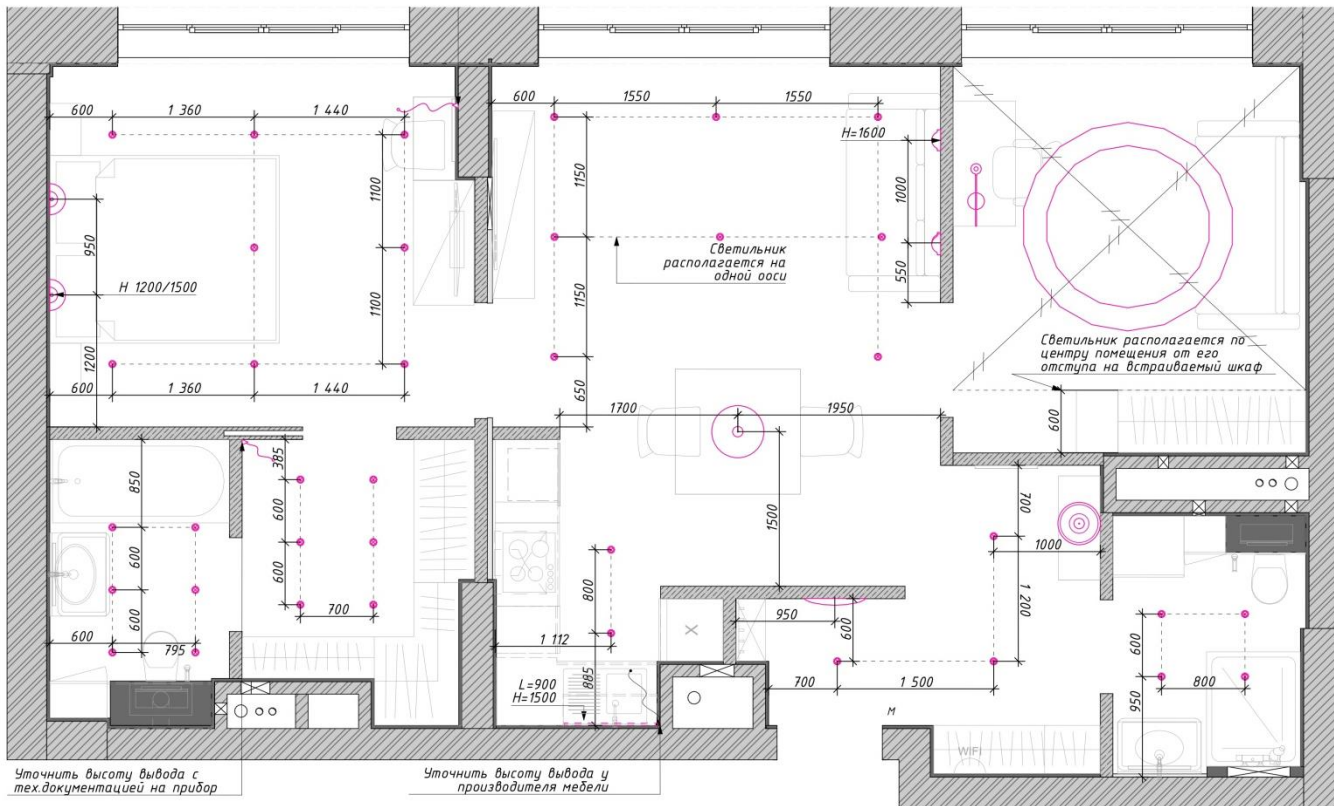 600
1 360
1 440
600
1550
1550
H=1600
1100
1150
1000
950
Светильник
располагается на
одной ооси
550
H 1200/1500
1100
1150
1200
Светильник располагается по
центру помещения от его
отступа на встраиваемый шкаф
600
1 360
1 440
650
1700
1950
600
385
850
700
600
1500
1000
600
600
800
1 200
700
950
600
600
600
1 112
600
795
800
L=900
H=1500
885
700
1 500
950
M
WiFi
Уточнить высоту вывода с
тех.документацией на прибор
Уточнить высоту вывода у
производителя мебели
X